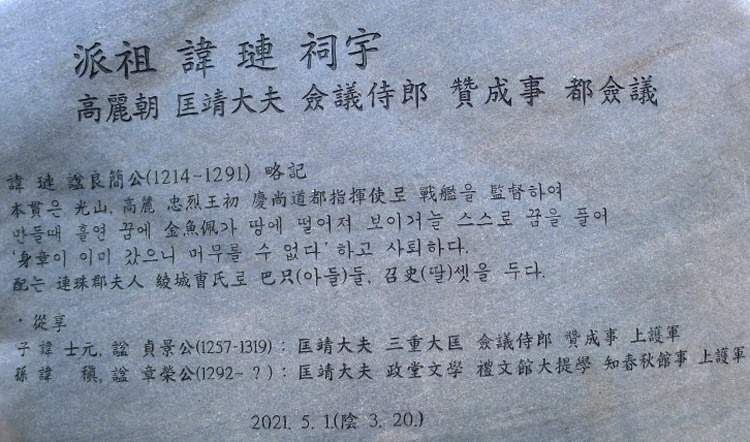 派祖 諱 璉 祠宇
高麗朝 匡靖大夫 僉議侍郎 贊成事 都僉議
諱 璉 諡良簡公(1214~1291) 略記
本貫은 光山, 高麗 忠烈王初 慶尚道都指揮使로 戰艦을 監督하여
만들때 홀연 꿈에 金魚佩가 땅에 떨어져 보이거늘 스스로 꿈을 풀어
'身章이 이미 갔으니 머무를 수 없다' 하고 사퇴하다.
配는 連珠郡夫人 綾城曺氏로 巴只(아들)들, 召史(딸)셋을 두다.
· 從享
子 諱 士元, 諡 貞景公(1257-1319) : 匡靖大夫 三重大匡 僉議侍郎 贊成事 上護軍
孫 諱 稹, 諡 章榮公(1292~ ? ) : 匡靖大夫 政堂文學 禮文館大提學 知春秋館事 上護軍
2021. 5. 1.(陰 3. 20.)